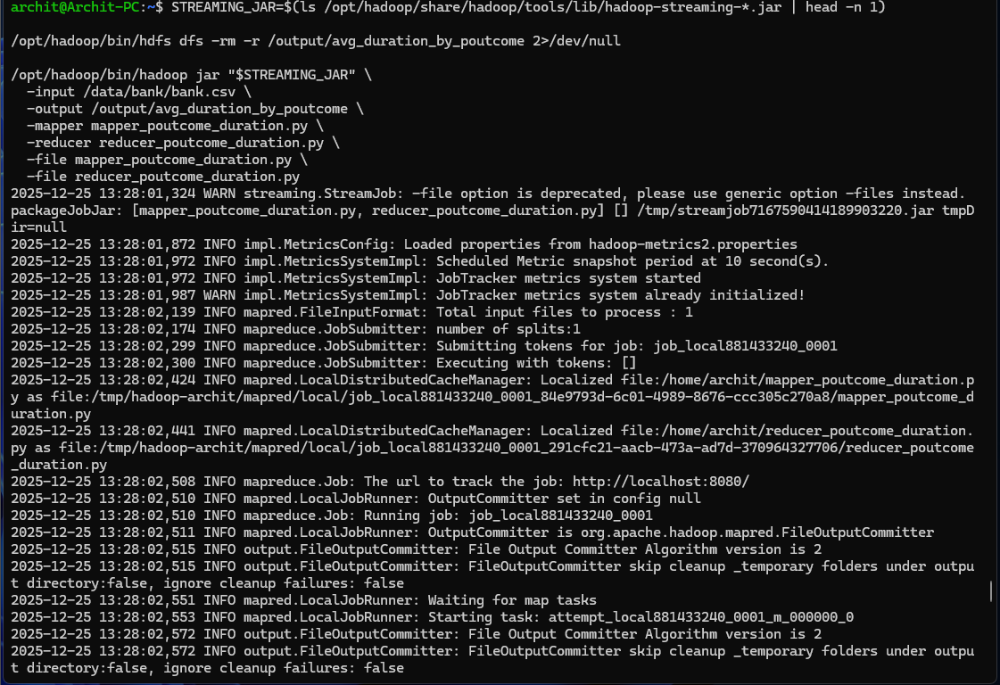 archit@Archit-PC:~$ STREAMING_JAR=$(ls /opt/hadoop/share/hadoop/tools/lib/hadoop-streaming-*.jar | head -n 1)
/opt/hadoop/bin/hdfs dfs -rm -r /output/avg_duration_by_poutcome 2>/dev/null
/opt/hadoop/bin/hadoop jar "$STREAMING_JAR" \
  -input /data/bank/bank.csv \
  -output /output/avg_duration_by_poutcome \
  -mapper mapper_poutcome_duration.py \
  -reducer reducer_poutcome_duration.py \
  -file mapper_poutcome_duration.py \
  -file reducer_poutcome_duration.py
2025-12-25 13:28:01,324 WARN streaming.StreamJob: -file option is deprecated, please use generic option -files instead.
packageJobJar: [mapper_poutcome_duration.py, reducer_poutcome_duration.py] [] /tmp/streamjob7167590414189903220.jar tmpD
ir=null
2025-12-25 13:28:01,872 INFO impl.MetricsConfig: Loaded properties from hadoop-metrics2.properties
2025-12-25 13:28:01,972 INFO impl.MetricsSystemImpl: Scheduled Metric snapshot period at 10 second(s).
2025-12-25 13:28:01,972 INFO impl.MetricsSystemImpl: JobTracker metrics system started
2025-12-25 13:28:01,987 WARN impl.MetricsSystemImpl: JobTracker metrics system already initialized!
2025-12-25 13:28:02,139 INFO mapred.FileInputFormat: Total input files to process : 1
2025-12-25 13:28:02,174 INFO mapreduce.JobSubmitter: number of splits:1
2025-12-25 13:28:02,299 INFO mapreduce.JobSubmitter: Submitting tokens for job: job_local881433240_0001
2025-12-25 13:28:02,300 INFO mapreduce.JobSubmitter: Executing with tokens: []
2025-12-25 13:28:02,424 INFO mapred.LocalDistributedCacheManager: Localized file:/home/archit/mapper_poutcome_duration.p
y as file:/tmp/hadoop-archit/mapred/local/job_local881433240_0001_84e9793d-6c01-4989-8676-ccc305c270a8/mapper_poutcome_d
uration.py
2025-12-25 13:28:02,441 INFO mapred.LocalDistributedCacheManager: Localized file:/home/archit/reducer_poutcome_duration.
py as file:/tmp/hadoop-archit/mapred/local/job_local881433240_0001_291cfc21-aacb-473a-ad7d-370964327706/reducer_poutcome
_duration.py
2025-12-25 13:28:02,508 INFO mapreduce.Job: The url to track the job: http://localhost:8080/
2025-12-25 13:28:02,510 INFO mapred.LocalJobRunner: OutputCommitter set in config null
2025-12-25 13:28:02,510 INFO mapreduce.Job: Running job: job_local881433240_0001
2025-12-25 13:28:02,511 INFO mapred.LocalJobRunner: OutputCommitter is org.apache.hadoop.mapred.FileOutputCommitter
2025-12-25 13:28:02,515 INFO output.FileOutputCommitter: File Output Committer Algorithm version is 2
2025-12-25 13:28:02,515 INFO output.FileOutputCommitter: FileOutputCommitter skip cleanup _temporary folders under outpu
t directory:false, ignore cleanup failures: false
2025-12-25 13:28:02,551 INFO mapred.LocalJobRunner: Waiting for map tasks
2025-12-25 13:28:02,553 INFO mapred.LocalJobRunner: Starting task: attempt_local881433240_0001_m_000000_0
2025-12-25 13:28:02,572 INFO output.FileOutputCommitter: File Output Committer Algorithm version is 2
2025-12-25 13:28:02,572 INFO output.FileOutputCommitter: FileOutputCommitter skip cleanup _temporary folders under outpu
t directory:false, ignore cleanup failures: false